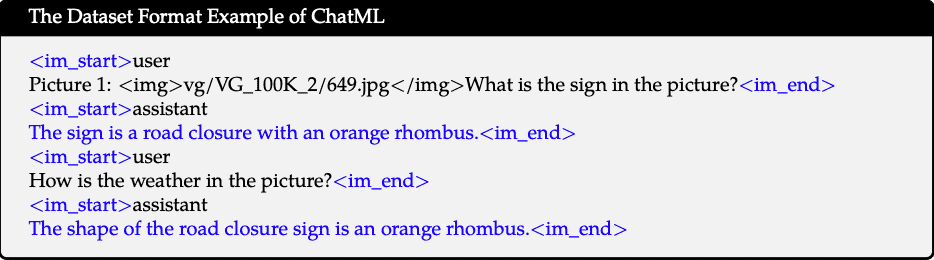 The Dataset Format Example of ChatML
<im_start>user
Picture 1: <img>vg/VG_100K_2/649.jpg</img>What is the sign in the picture?<im_end>
<im_start>assistant
The sign is a road closure with an orange rhombus.<im_end>
<im_start>user
How is the weather in the picture?<im_end>
<im_start>assistant
The shape of the road closure sign is an orange rhombus.<im_end>